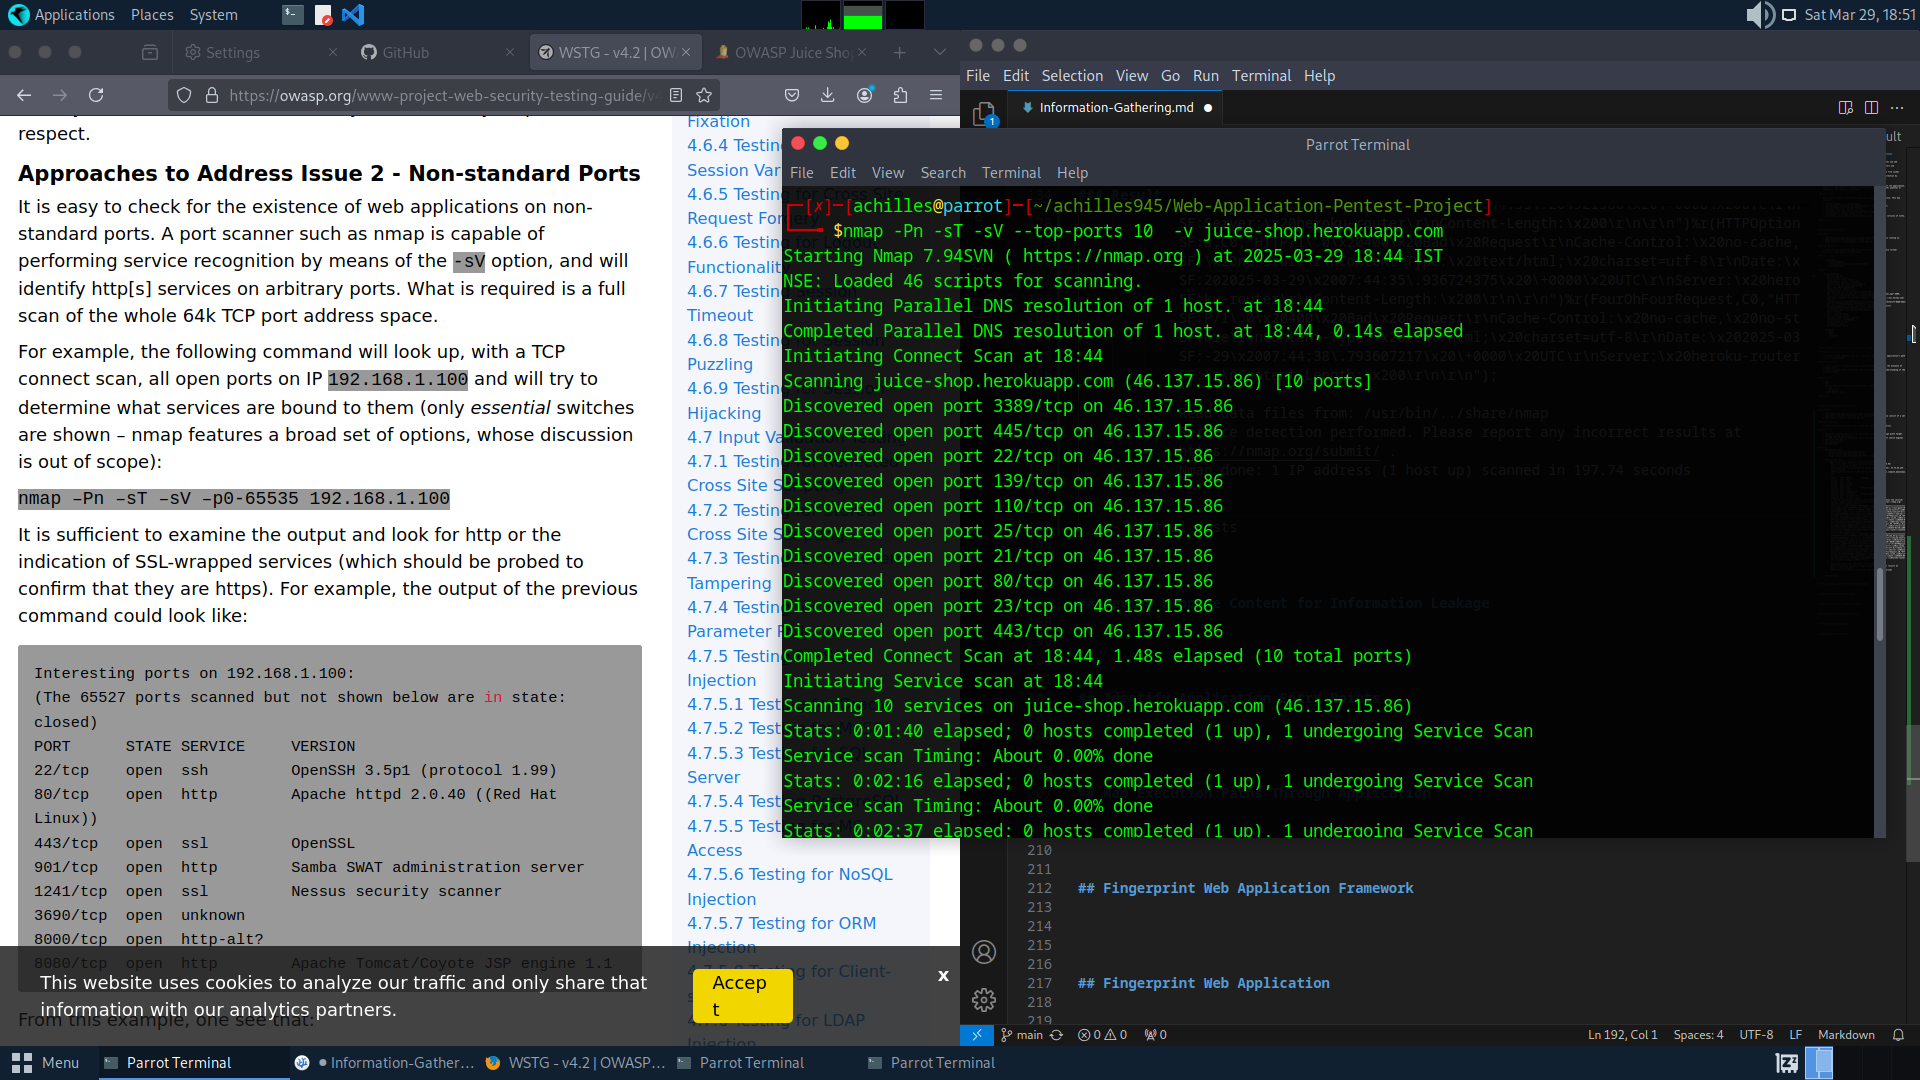 Applications Places System
Sat Mar 29, 18:51
Settings
GitHub
WSTG - v4.2 | OW
OWASP Juice Sho
https://owasp.org/www-project-web-security-testing-guide/v
respect.
Approaches to Address Issue 2 - Non-standard Ports
It is easy to check for the existence of web applications on non-
standard ports. A port scanner such as nmap is capable of
performing service recognition by means of the -sV option, and will
identify http[s] services on arbitrary ports. What is required is a full
scan of the whole 64k TCP port address space.
For example, the following command will look up, with a TCP
connect scan, all open ports on IP 192.168.1.100 and will try to
determine what services are bound to them (only essential switches
are shown – nmap features a broad set of options, whose discussion
is out of scope):
nmap –Pn –sT –sV –p0-65535 192.168.1.100
It is sufficient to examine the output and look for http or the
indication of SSL-wrapped services (which should be probed to
confirm that they are https). For example, the output of the previous
command could look like:
Interesting ports on 192.168.1.100:
(The 65527 ports scanned but not shown below are in state:
closed)
PORT STATE SERVICE VERSION
22/tcp open ssh OpenSSH 3.5p1 (protocol 1.99)
80/tcp open http Apache httpd 2.0.40 ((Red Hat
Linux))
443/tcp open ssl OpenSSL
901/tcp open http Samba SWAT administration server
1241/tcp open ssl Nessus security scanner
3690/tcp open unknown
8000/tcp open http-alt?
8080/tcp open http Apache Tomcat/Coyote JSP engine 1.1
From this example, one see that:
This website uses cookies to analyze our traffic and only share that
information with our analytics partners.
Accep
t
x
Fixation
4.6.4 Testin
Session Var
4.6.5 Testing for Cross Site
Request Forgery
4.6.6 Testin
Functionalit
4.6.7 Testin
Timeout
4.6.8 Testin
Puzzling
4.6.9 Testin
Hijacking
4.7 Input Va
4.7.1 Testin
Cross Site S
4.7.2 Testin
Cross Site S
4.7.3 Testin
Tampering
4.7.4 Testin
Parameter P
4.7.5 Testin
Injection
4.7.5.1 Test
4.7.5.2 Test
4.7.5.3 Test
Server
4.7.5.4 Test
4.7.5.5 Test
Access
4.7.5.6 Testing for NoSQL
Injection
4.7.5.7 Testing for ORM
Injection
4.7.5.8 Testing for Client-
4.7.6 Testing for LDAP
Injection
File Edit Selection View Go Run Terminal Help
1
Information-Gathering.md
Parrot Terminal
File Edit View Search Terminal Help
[✗]─[achilles@parrot]─[~/achilles945/Web-Application-Pentest-Project]
$nmap -Pn -sT -sV --top-ports 10 -v juice-shop.herokuapp.com
Starting Nmap 7.94SVN ( https://nmap.org ) at 2025-03-29 18:44 IST
NSE: Loaded 46 scripts for scanning.
Initiating Parallel DNS resolution of 1 host. at 18:44
Completed Parallel DNS resolution of 1 host. at 18:44, 0.14s elapsed
Initiating Connect Scan at 18:44
Scanning juice-shop.herokuapp.com (46.137.15.86) [10 ports]
Discovered open port 3389/tcp on 46.137.15.86
Discovered open port 445/tcp on 46.137.15.86
Discovered open port 22/tcp on 46.137.15.86
Discovered open port 139/tcp on 46.137.15.86
Discovered open port 110/tcp on 46.137.15.86
Discovered open port 25/tcp on 46.137.15.86
Discovered open port 21/tcp on 46.137.15.86
Discovered open port 80/tcp on 46.137.15.86
Discovered open port 23/tcp on 46.137.15.86
Discovered open port 443/tcp on 46.137.15.86
Completed Connect Scan at 18:44, 1.48s elapsed (10 total ports)
Initiating Service scan at 18:44
Scanning 10 services on juice-shop.herokuapp.com (46.137.15.86)
Stats: 0:01:40 elapsed; 0 hosts completed (1 up), 1 undergoing Service Scan
Service scan Timing: About 0.00% done
Stats: 0:02:16 elapsed; 0 hosts completed (1 up), 1 undergoing Service Scan
Service scan Timing: About 0.00% done
Stats: 0:02:37 elapsed; 0 hosts completed (1 up), 1 undergoing Service Scan
210
211
212 ## Fingerprint Web Application Framework
213
214
215
216
217 ## Fingerprint Web Application
218
219
main
0 0
0
Ln 192, Col 1 Spaces: 4 UTF-8 LF Markdown
Menu
Parrot Terminal
Information-Gather...
WSTG - v4.2 | OWASP...
Parrot Terminal
Parrot Terminal